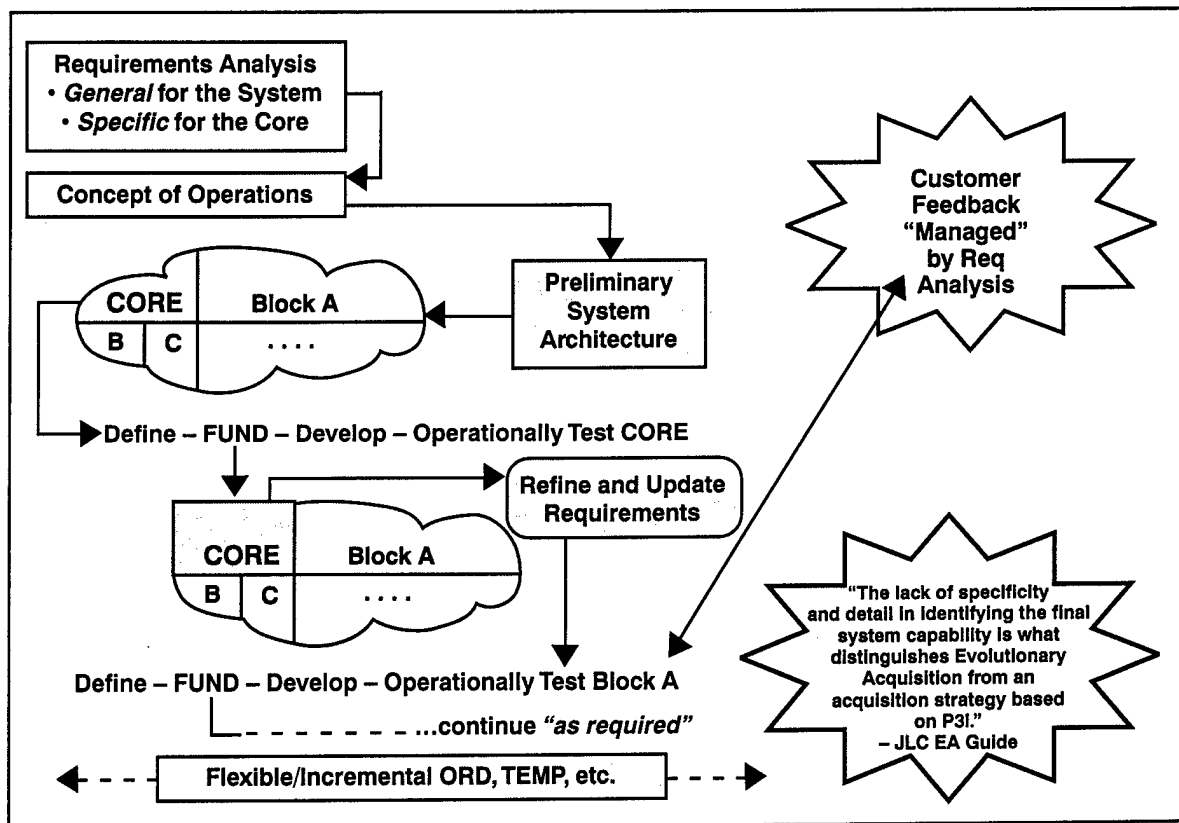 Requirements Analysis
• General for the System
• Specific for the Core
Concept of Operations
Preliminary
System
Architecture
CORE
Block A
B
C
....
Define – FUND – Develop – Operationally Test CORE
Refine and Update
Requirements
CORE
Block A
B
C
....
Define – FUND – Develop – Operationally Test Block A
...continue "as required"
Flexible/Incremental ORD, TEMP, etc.
Customer
Feedback
"Managed"
by Req
Analysis
"The lack of specificity
and detail in identifying the final
system capability is what
distinguishes Evolutionary
Acquisition from an
acquisition strategy based
on P3I."
– JLC EA Guide